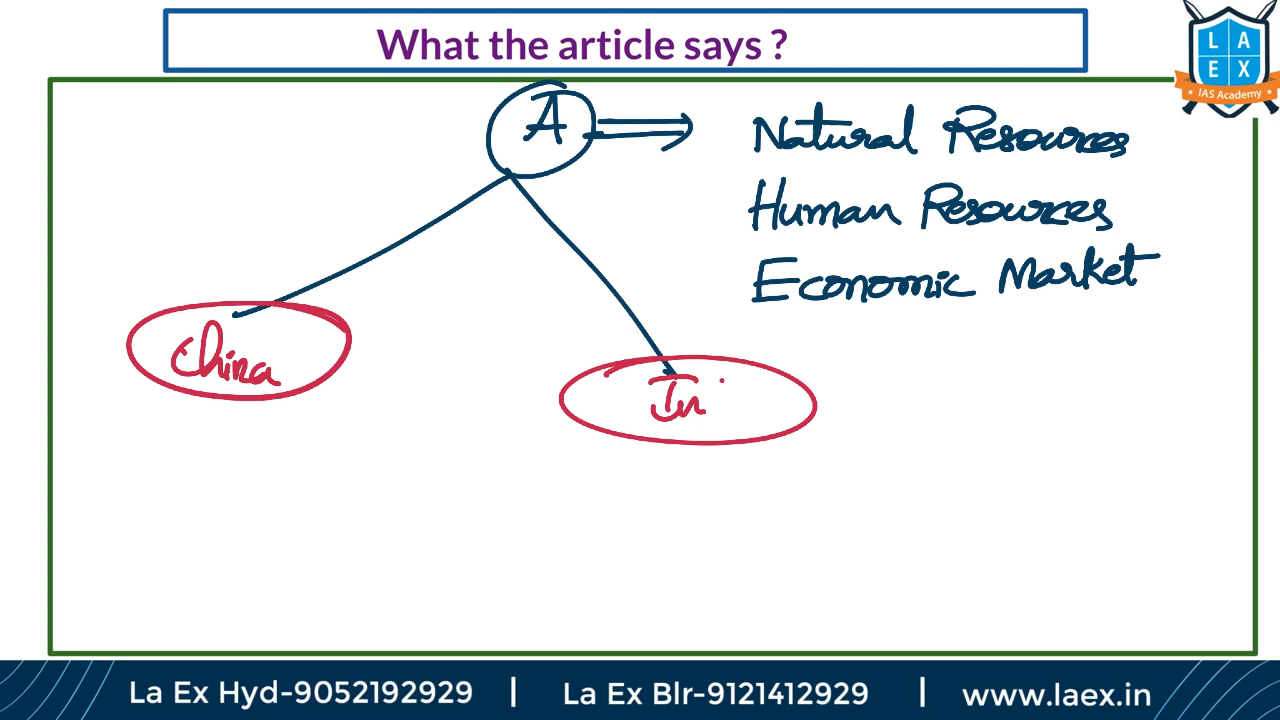 What the article says ?
L A
E X
IAS Academy
A
Natural Resources
Human Resources
Economic Market
China
In
La Ex Hyd-9052192929 | La Ex Blr-9121412929 | www.laex.in